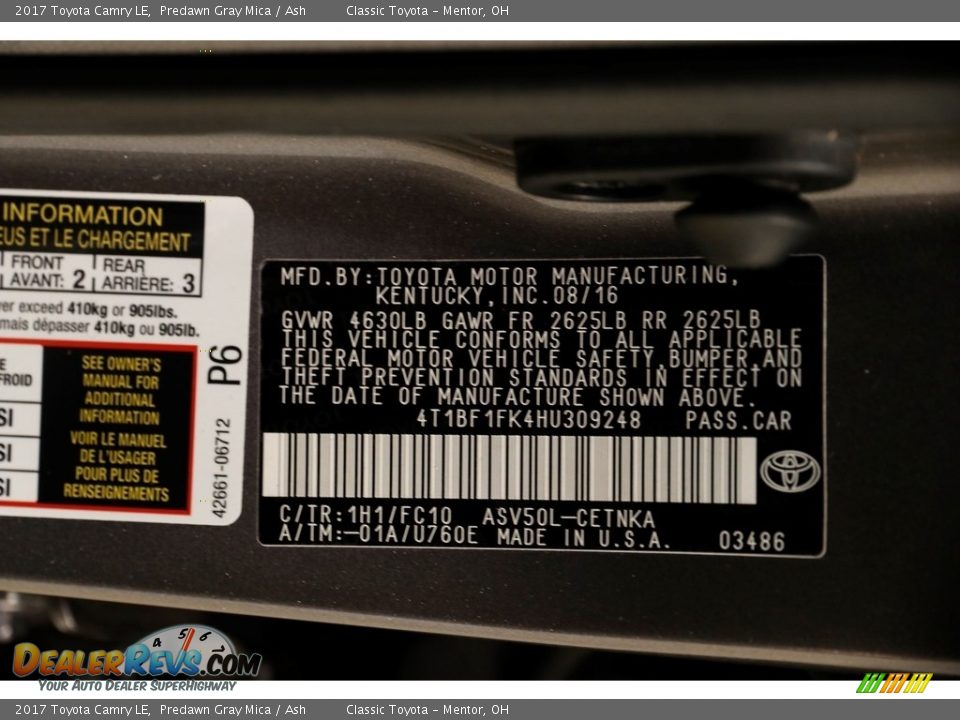 2017 Toyota Camry LE, Predawn Gray Mica / Ash Classic Toyota – Mentor, OH
INFORMATION
ET LE CHARGEMENT
FRONT REAR
AVANT: 2 ARRIÈRE: 3
exceed 410kg or 905lbs.
dépasser 410kg ou 905lb.
SEE OWNER'S
MANUAL FOR
ADDITIONAL
INFORMATION
VOIR LE MANUEL
DE L'USAGER
POUR PLUS DE
RENSEIGNEMENTS
P6
42661-06712
MFD.BY:TOYOTA MOTOR MANUFACTURING,
KENTUCKY,INC.08/16
GVWR 4630LB GAWR FR 2625LB RR 2625LB
THIS VEHICLE CONFORMS TO ALL APPLICABLE
FEDERAL MOTOR VEHICLE SAFETY,BUMPER,AND
THEFT PREVENTION STANDARDS IN EFFECT ON
THE DATE OF MANUFACTURE SHOWN ABOVE.
4T1BF1FK4HU309248 PASS.CAR
C/TR:1H1/FC10 ASV50L-CETNKA
A/TM:-01A/U760E MADE IN U.S.A. 03486
4 5 6
DEALERREVS.COM
YOUR AUTO DEALER SUPERHIGHWAY
2017 Toyota Camry LE, Predawn Gray Mica / Ash Classic Toyota – Mentor, OH